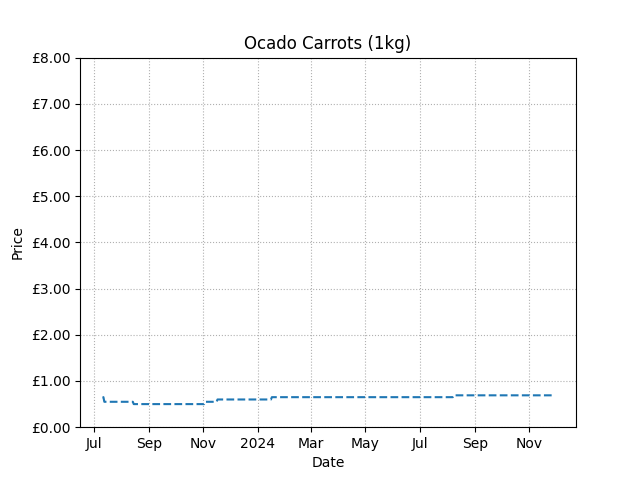 Ocado Carrots (1kg)
£8.00
£7.00
£6.00
£5.00
£4.00
£3.00
£2.00
£1.00
£0.00
Price
Jul Sep Nov 2024 Mar May Jul Sep Nov
Date